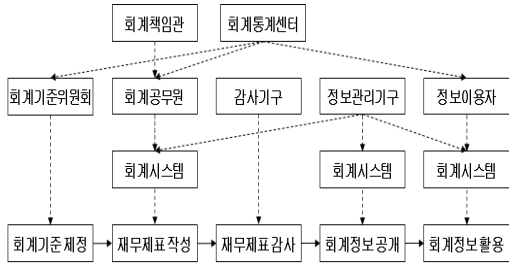 회계책임관 회계통계센터
회계기준위원회 회계공무원 감사기구 정보관리기구 정보이용자
회계시스템 회계시스템 회계시스템
회계기준제정 재무제표작성 재무제표감사 회계정보공개 회계정보활용